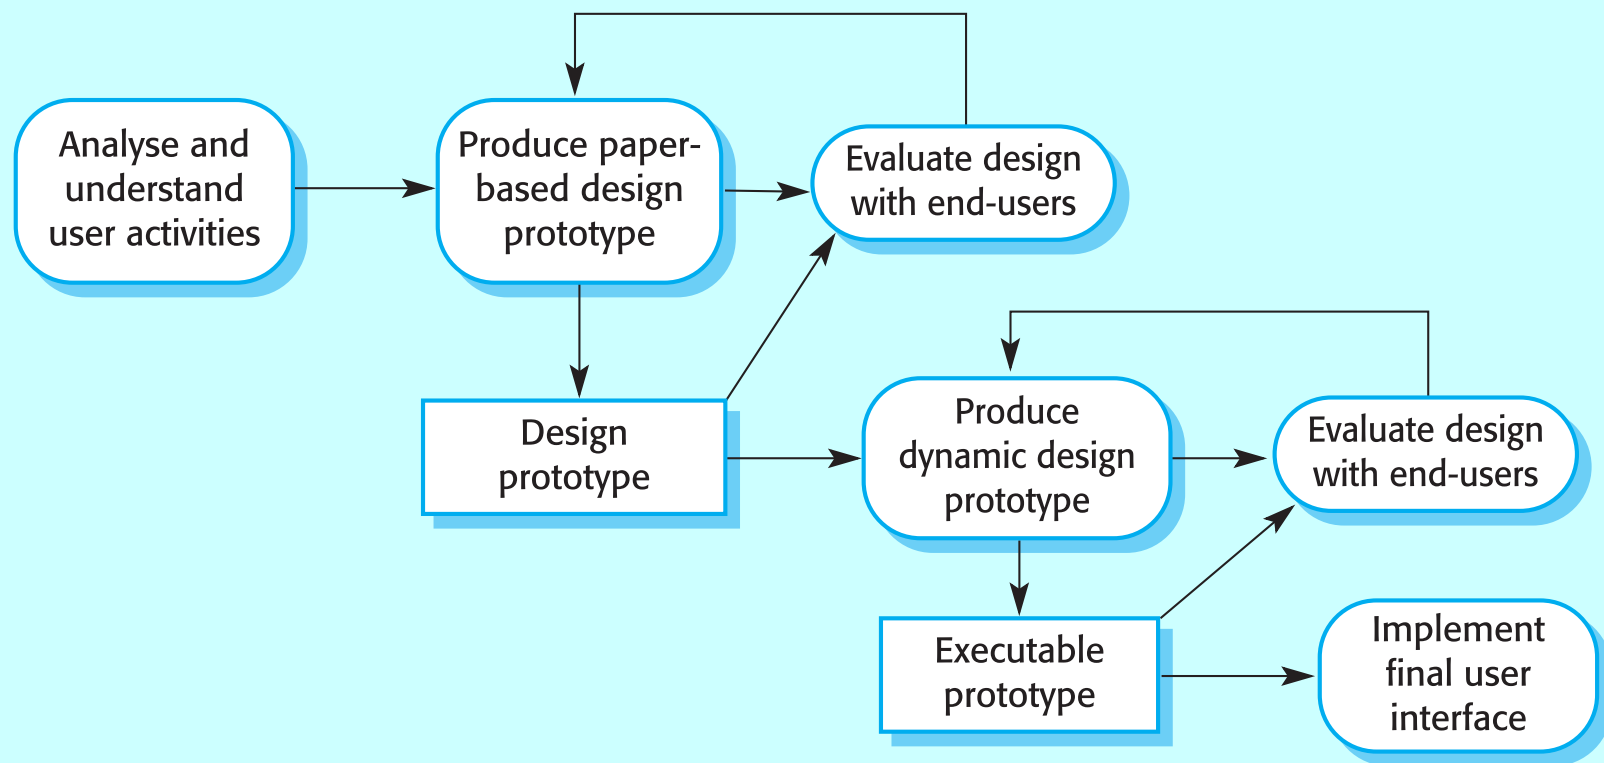 Analyse and
understand
user activities
Produce paper-
based design
prototype
Evaluate design
with end-users
Design
prototype
Produce
dynamic design
prototype
Evaluate design
with end-users
Executable
prototype
Implement
final user
interface